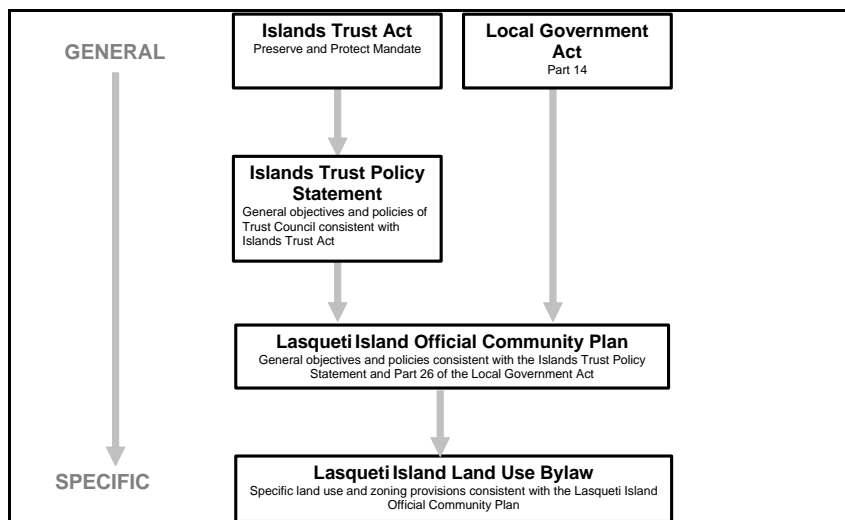 GENERAL
Islands Trust Act
Preserve and Protect Mandate
Local Government
Act
Part 14
Islands Trust Policy
Statement
General objectives and policies of
Trust Council consistent with
Islands Trust Act
Lasqueti Island Official Community Plan
General objectives and policies consistent with the Islands Trust Policy
Statement and Part 26 of the Local Government Act
SPECIFIC
Lasqueti Island Land Use Bylaw
Specific land use and zoning provisions consistent with the Lasqueti Island
Official Community Plan